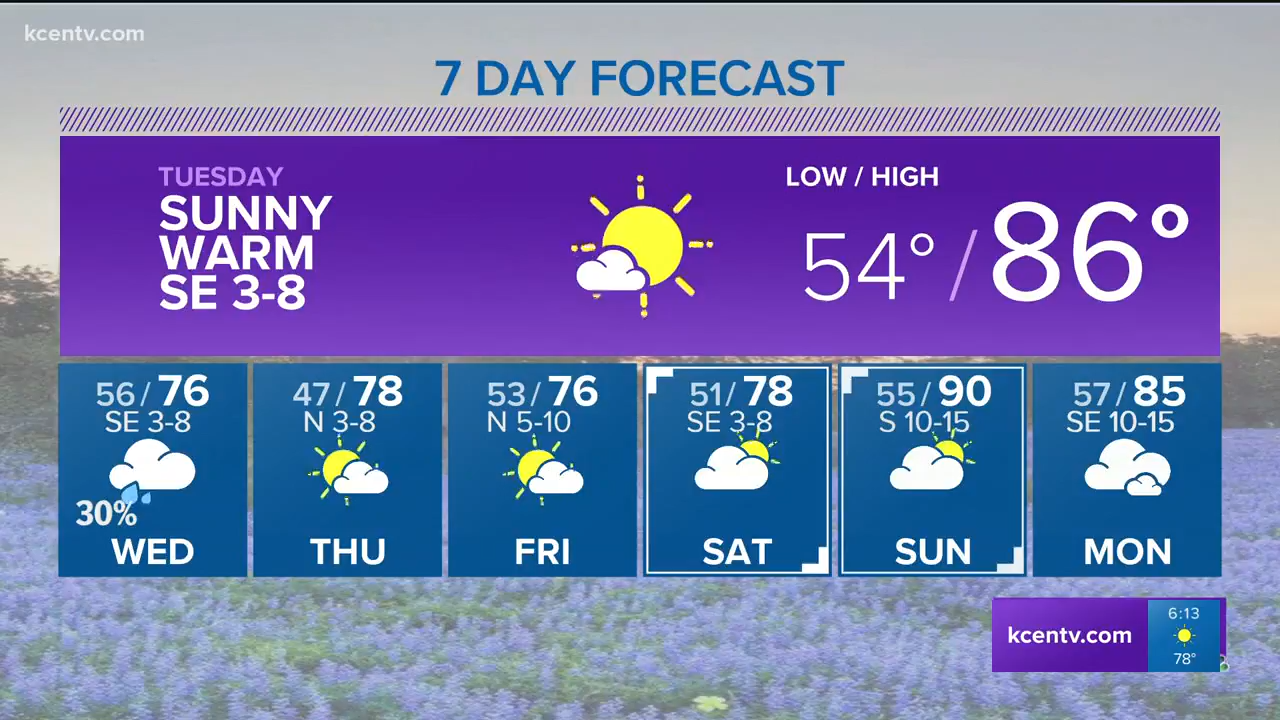 kcentv.com
7 DAY FORECAST
TUESDAY
SUNNY
WARM
SE 3-8
LOW / HIGH
54° / 86°
56 / 76
SE 3-8
30%
WED
47 / 78
N 3-8
THU
53 / 76
N 5-10
FRI
51 / 78
SE 3-8
SAT
55 / 90
S 10-15
SUN
57 / 85
SE 10-15
MON
kcentv.com
6:13
78°